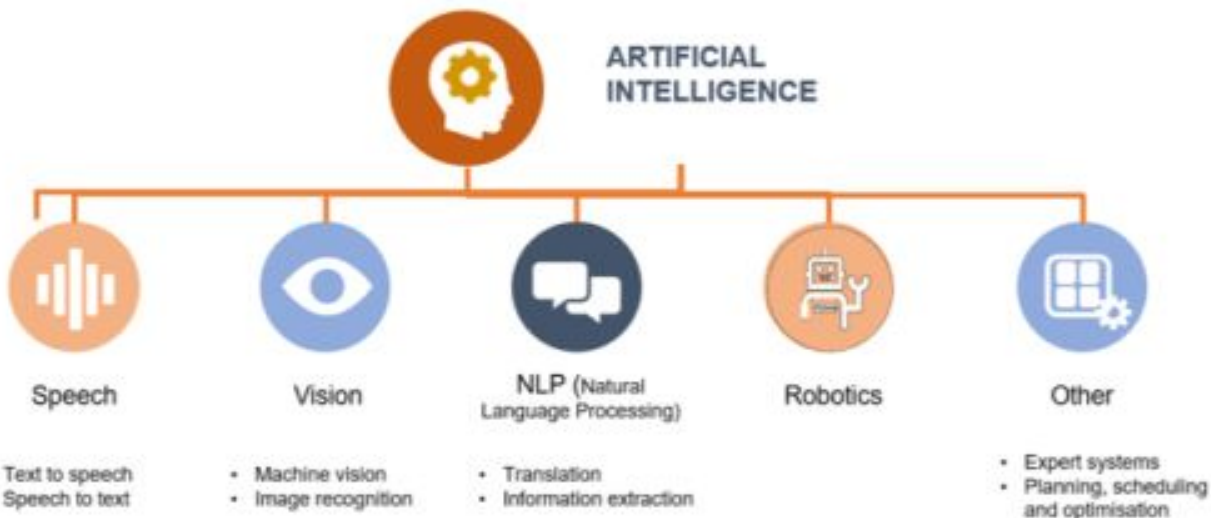 ARTIFICIAL
INTELLIGENCE
Speech
Vision
NLP (Natural
Language Processing)
Robotics
Other
Text to speech
Speech to text
• Machine vision
• Image recognition
• Translation
• Information extraction
• Expert systems
• Planning, scheduling
and optimisation